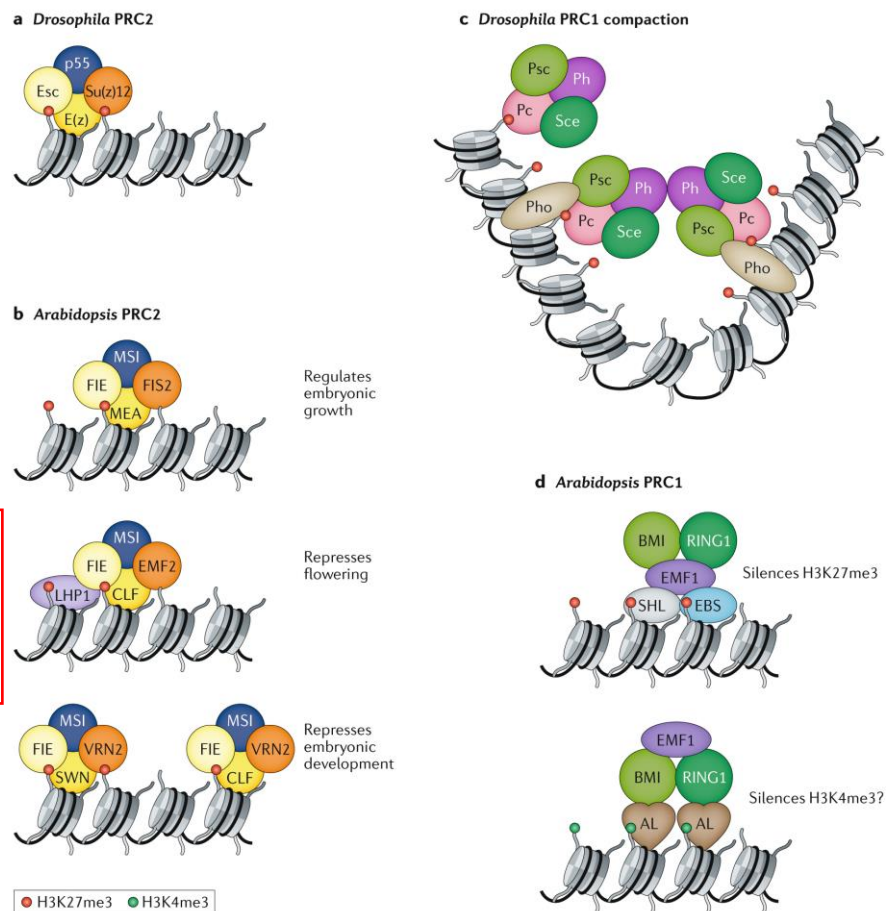 a Drosophila PRC2
p55
Esc
Su(z)12
E(z)
b Arabidopsis PRC2
MSI
FIE
FIS2
MEA
Regulates
embryonic
growth
MSI
FIE
EMF2
LHP1
CLF
Represses
flowering
MSI
FIE
VRN2
SWN
MSI
FIE
VRN2
CLF
Represses
embryonic
development
H3K27me3
H3K4me3
c Drosophila PRC1 compaction
Psc
Ph
Pc
Sce
Pho
Psc
Ph
Pc
Sce
Ph
Sce
Psc
Pc
Pho
d Arabidopsis PRC1
BMI
RING1
EMF1
SHL
EBS
Silences H3K27me3
EMF1
BMI
RING1
AL
AL
Silences H3K4me3?